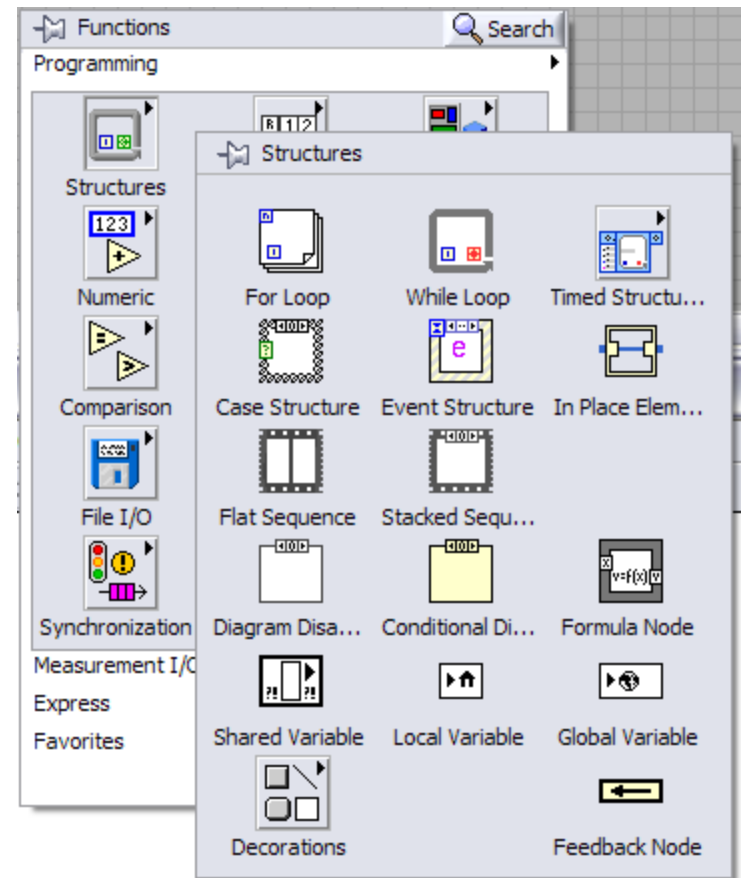 Functions
Search
Programming
Structures
Structures
Numeric
123
Comparison
File I/O
Synchronization
Measurement I/O
Express
Favorites
For Loop
While Loop
Timed Structu...
Case Structure
Event Structure
In Place Elem...
Flat Sequence
Stacked Sequ...
Diagram Disa...
Conditional Di...
Formula Node
Shared Variable
Local Variable
Global Variable
Decorations
Feedback Node